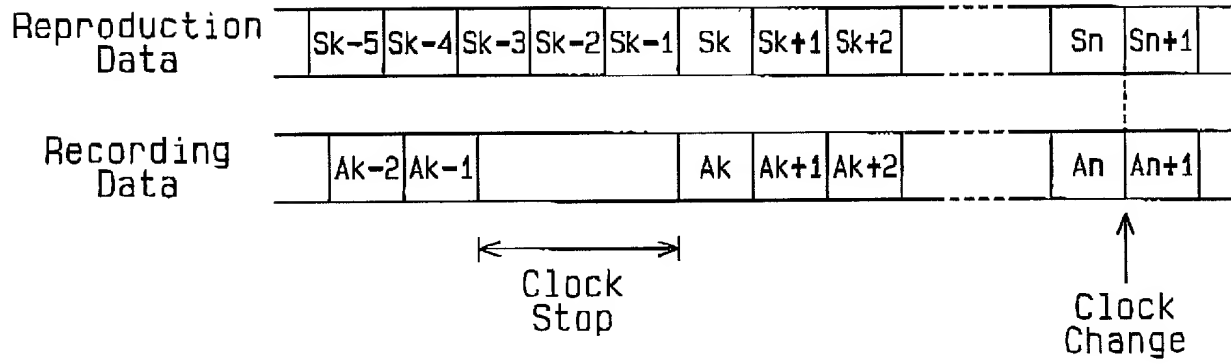 Reproduction Data
Sk-5 Sk-4 Sk-3 Sk-2 Sk-1 Sk Sk+1 Sk+2 Sn Sn+1
Recording Data
Ak-2 Ak-1 Ak Ak+1 Ak+2 An An+1
Clock
Stop
Clock
Change